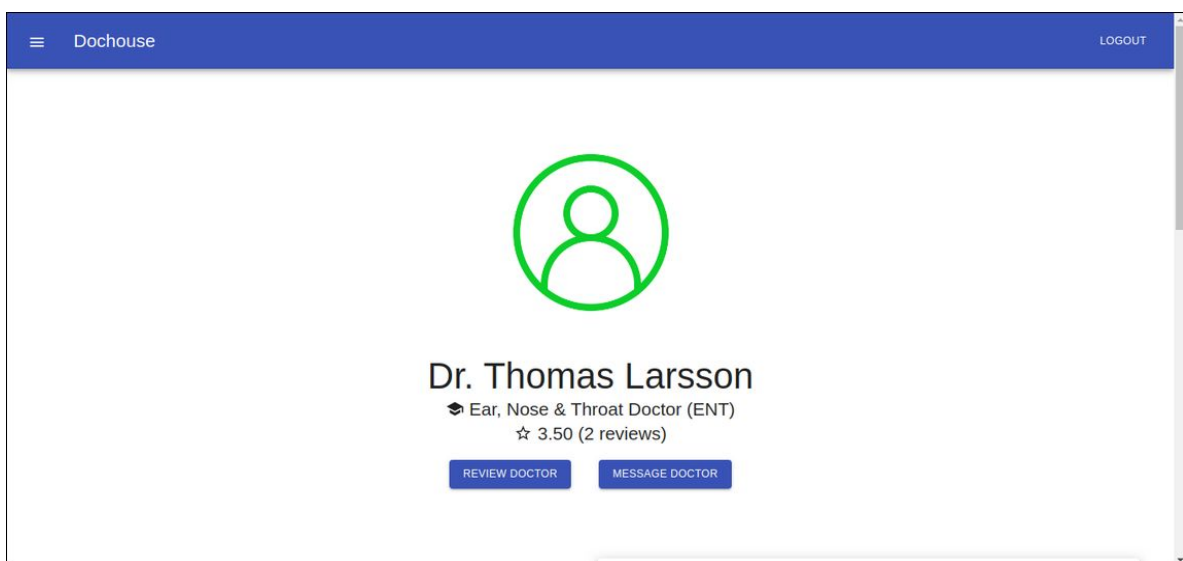 Dochouse
LOGOUT
Dr. Thomas Larsson
Ear, Nose & Throat Doctor (ENT)
3.50 (2 reviews)
REVIEW DOCTOR
MESSAGE DOCTOR